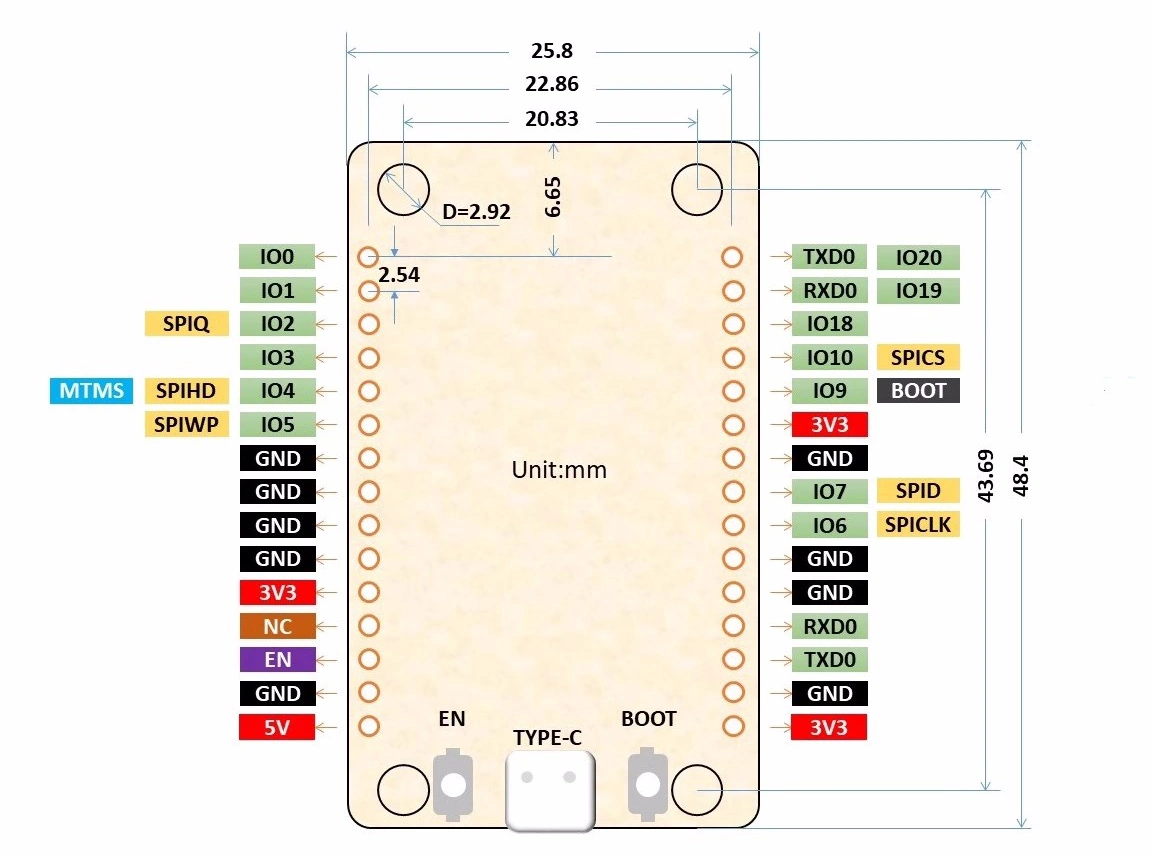 25.8
22.86
20.83
6.65
D=2.92
IO0 TXD0 IO20
2.54
IO1 RXD0 IO19
SPIQ IO2 IO18
IO3 IO10 SPICS
MTMS SPIHD IO4 IO9 BOOT
SPIWP IO5 3V3
GND GND
Unit:mm
43.69
48.4
GND IO7 SPID
GND IO6 SPICLK
GND GND
3V3 GND
NC RXD0
EN TXD0
GND GND
EN BOOT
5V 3V3
TYPE-C